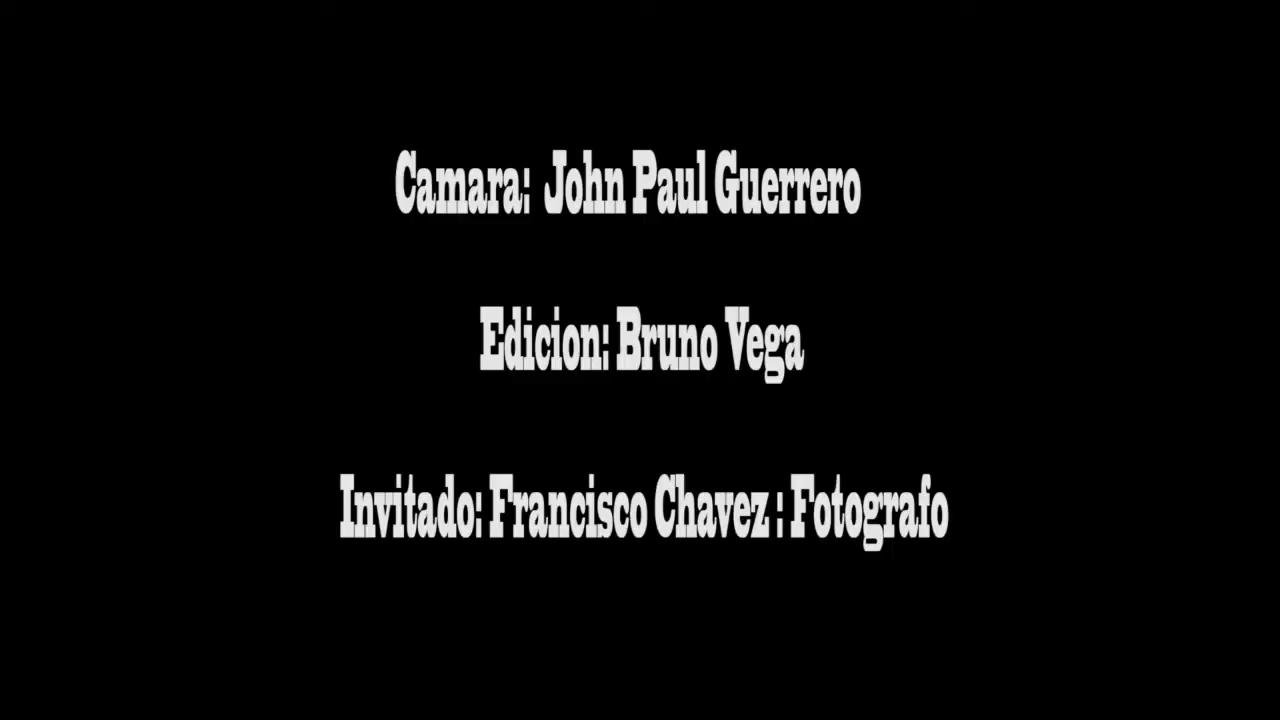 Camara: John Paul Guerrero
Edicion: Bruno Vega
Invitado: Francisco Chavez : Fotografo